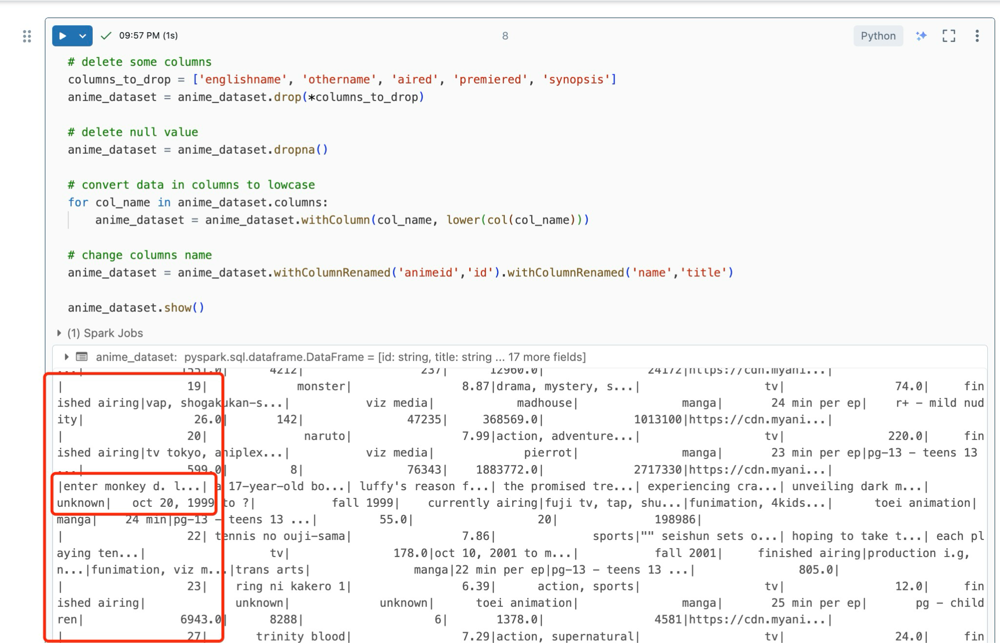 09:57 PM (1s)
8
Python
# delete some columns
columns_to_drop = ['englishname', 'othername', 'aired', 'premiered', 'synopsis']
anime_dataset = anime_dataset.drop(*columns_to_drop)
# delete null value
anime_dataset = anime_dataset.dropna()
# convert data in columns to lowcase
for col_name in anime_dataset.columns:
    anime_dataset = anime_dataset.withColumn(col_name, lower(col(col_name)))
# change columns name
anime_dataset = anime_dataset.withColumnRenamed('animeid','id').withColumnRenamed('name','title')
anime_dataset.show()
(1) Spark Jobs
anime_dataset: pyspark.sql.dataframe.DataFrame = [id: string, title: string ... 17 more fields]
...| 1551.0| 4212| 237| 12960.0| 24172|https://cdn.myani...|
| 19| monster| 8.87|drama, mystery, s...| tv| 74.0| fin
ished airing|vap, shogakukan-s...| viz media| madhouse| manga| 24 min per ep| r+ - mild nud
ity| 26.0| 142| 47235| 368569.0| 1013100|https://cdn.myani...|
| 20| naruto| 7.99|action, adventure...| tv| 220.0| fin
ished airing|tv tokyo, aniplex...| viz media| pierrot| manga| 23 min per ep|pg-13 - teens 13
...| 599.0| 8| 76343| 1883772.0| 2717330|https://cdn.myani...|
|enter monkey d. l...| a 17-year-old bo...| luffy's reason f...| the promised tre...| experiencing cra...| unveiling dark m...|
unknown| oct 20, 1999 to ?| fall 1999| currently airing|fuji tv, tap, shu...|funimation, 4kids...| toei animation|
manga| 24 min|pg-13 - teens 13 ...| 55.0| 20| 198986|
| 22| tennis no ouji-sama| 7.86| sports|"" seishun sets o...| hoping to take t...| each pl
aying ten...| tv| 178.0|oct 10, 2001 to m...| fall 2001| finished airing|production i.g,
n...|funimation, viz m...|trans arts| manga|22 min per ep|pg-13 - teens 13 ...| 805.0|
| 23| ring ni kakero 1| 6.39| action, sports| tv| 12.0| fin
ished airing| unknown| unknown| toei animation| manga| 25 min per ep| pg - child
ren| 6943.0| 8288| 6| 1378.0| 4581|https://cdn.myani...|
| 27| trinity blood| 7.29|action, supernatural| tv| 24.0| fin